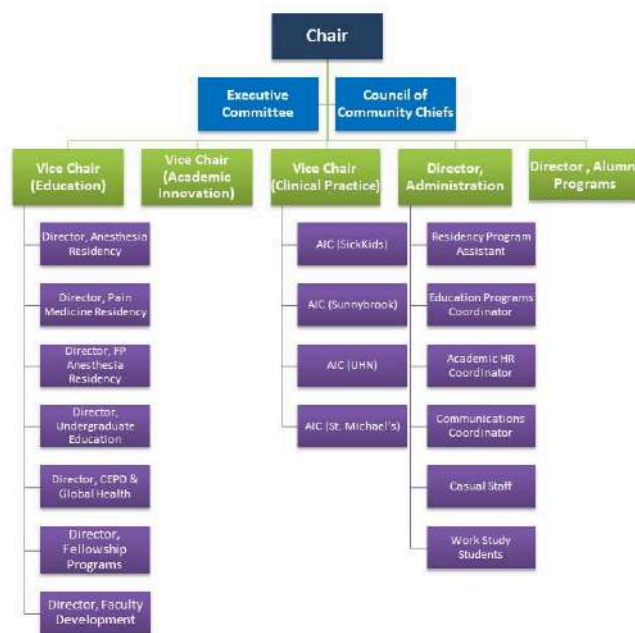 Chair
Executive
Committee
Council of
Community Chiefs
Vice Chair
(Education)
Vice Chair
(Academic
Innovation)
Vice Chair
(Clinical Practice)
Director,
Administration
Director , Alumni
Programs
Director, Anesthesia
Residency
Director, Pain
Medicine Residency
Director, FP
Anesthesia
Residency
Director,
Undergraduate
Education
Director, CEPD &
Global Health
Director,
Fellowship
Programs
Director, Faculty
Development
AIC (SickKids)
AIC (Sunnybrook)
AIC (UHN)
AIC (St. Michael's)
Residency Program
Assistant
Education Programs
Coordinator
Academic HR
Coordinator
Communications
Coordinator
Casual Staff
Work Study
Students